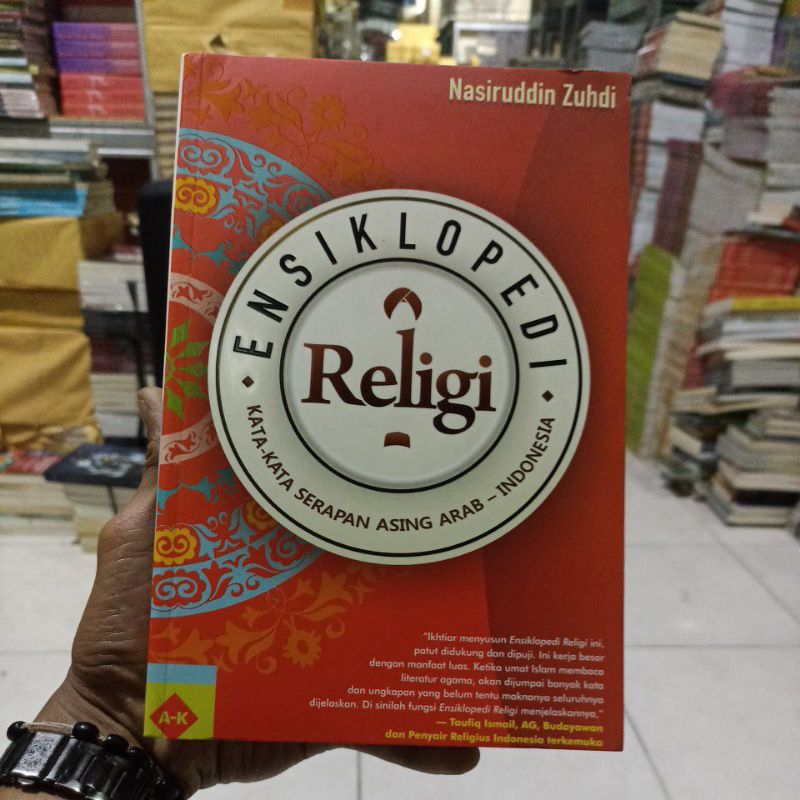 Nasiruddin Zuhdi
ENSIKLOPEDI
Religi
KATA-KATA SERAPAN ASING ARAB – INDONESIA
"Ikhtiar menyusun Ensiklopedi Religi ini,
patut didukung dan dipuji. Ini kerja besar
dengan manfaat luas. Ketika umat Islam membaca
literatur agama, akan dijumpai banyak kata
dan ungkapan yang belum tentu maknanya seluruhnya
dijelaskan. Di sinilah fungsi Ensiklopedi Religi menjelaskannya,"
— Taufiq Ismail, AG, Budayawan
dan Penyair Religius Indonesia terkemuka
A-K